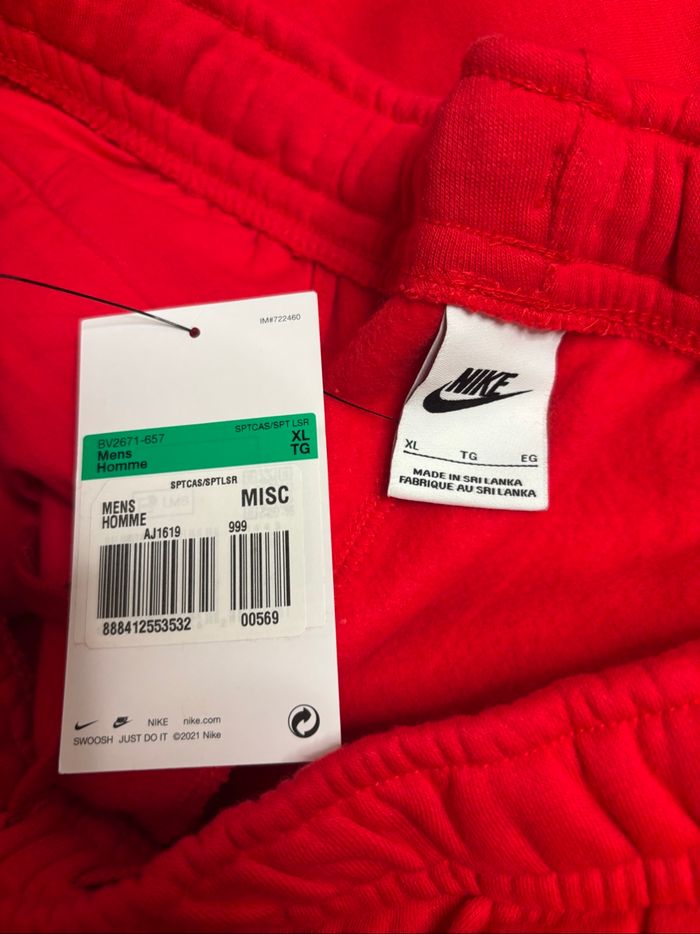 IM#722460
SPTCAS/SPT LSR
BV2671-657
XL
Mens
TG
Homme
SPTCAS/SPTLSR
MENS
MISC
HOMME
AJ1619
999
888412553532
00569
NIKE
nike.com
SWOOSH JUST DO IT ©2021 Nike
NIKE
XL TG EG
MADE IN SRI LANKA
FABRIQUE AU SRI LANKA